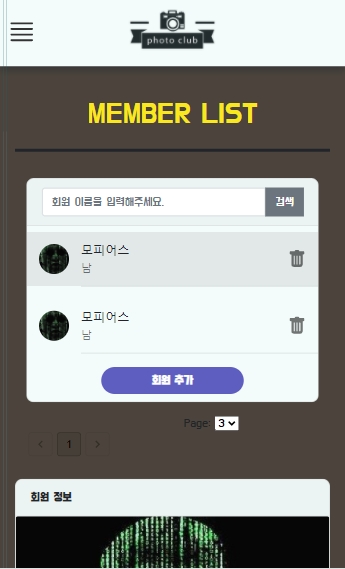 photo club
MEMBER LIST
회원 이름을 입력해주세요.
검색
모피어스
남
모피어스
남
회원 추가
Page: 3
< 1 >
회원 정보